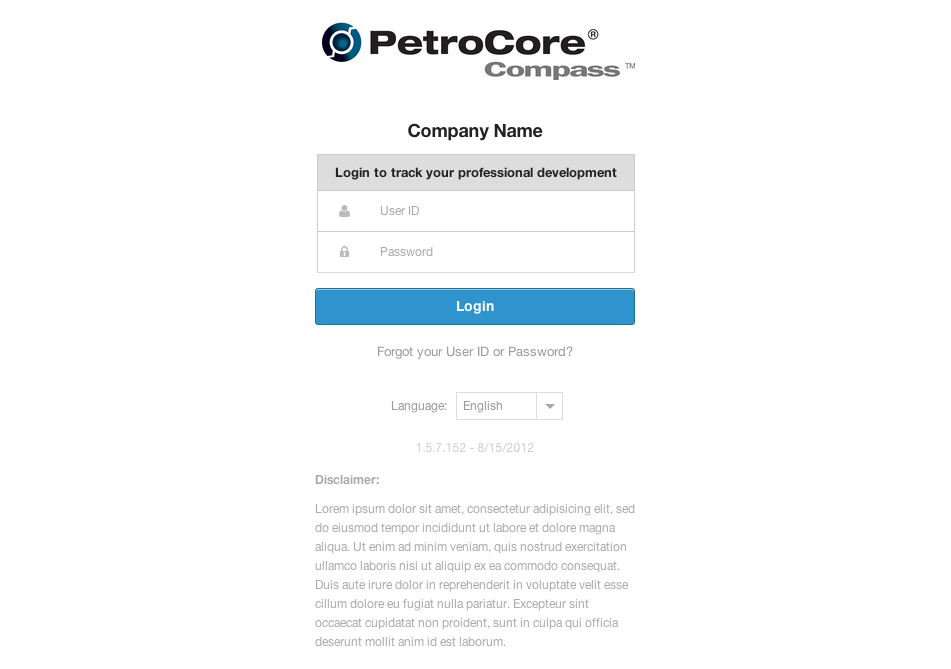 PetroCore®
Compass ™
Company Name
Login to track your professional development
User ID
Password
Login
Forgot your User ID or Password?
Language: English
1.5.7.152 - 8/15/2012
Disclaimer:
Lorem ipsum dolor sit amet, consectetur adipisicing elit, sed
do eiusmod tempor incididunt ut labore et dolore magna
aliqua. Ut enim ad minim veniam, quis nostrud exercitation
ullamco laboris nisi ut aliquip ex ea commodo consequat.
Duis aute irure dolor in reprehenderit in voluptate velit esse
cillum dolore eu fugiat nulla pariatur. Excepteur sint
occaecat cupidatat non proident, sunt in culpa qui officia
deserunt mollit anim id est laborum.